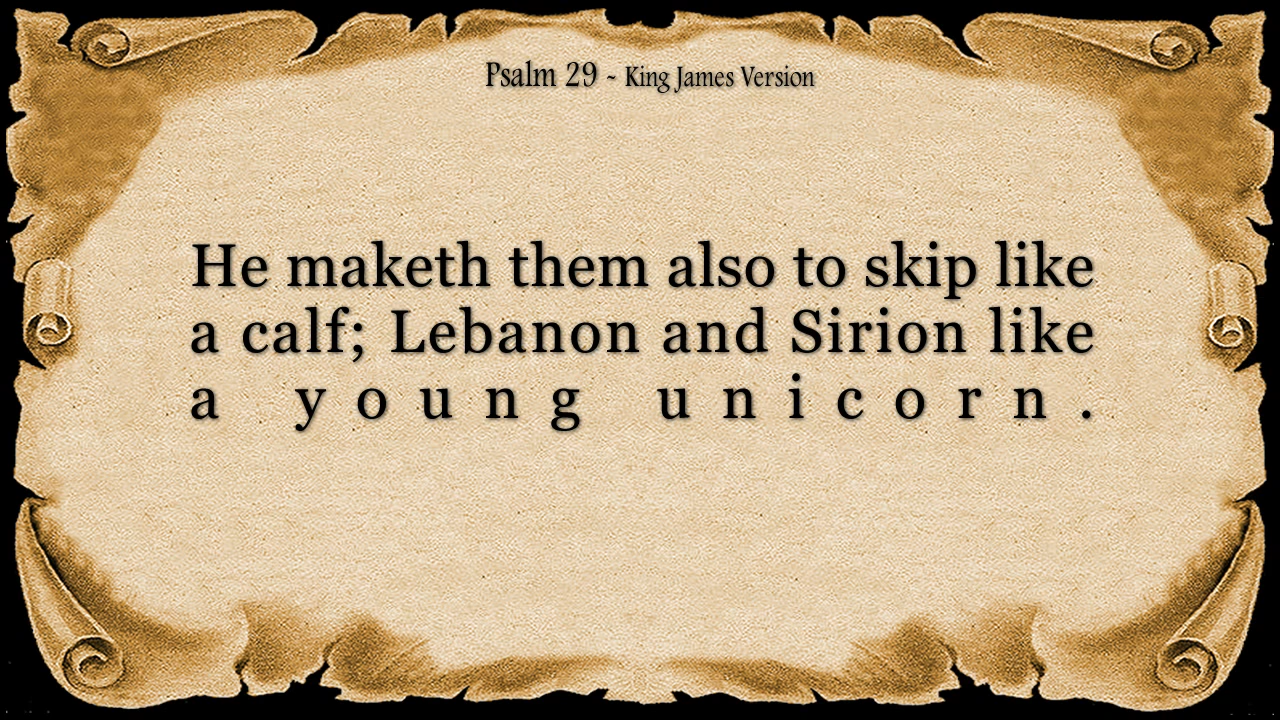 Psalm 29 - King James Version
He maketh them also to skip like
a calf; Lebanon and Sirion like
a young unicorn.